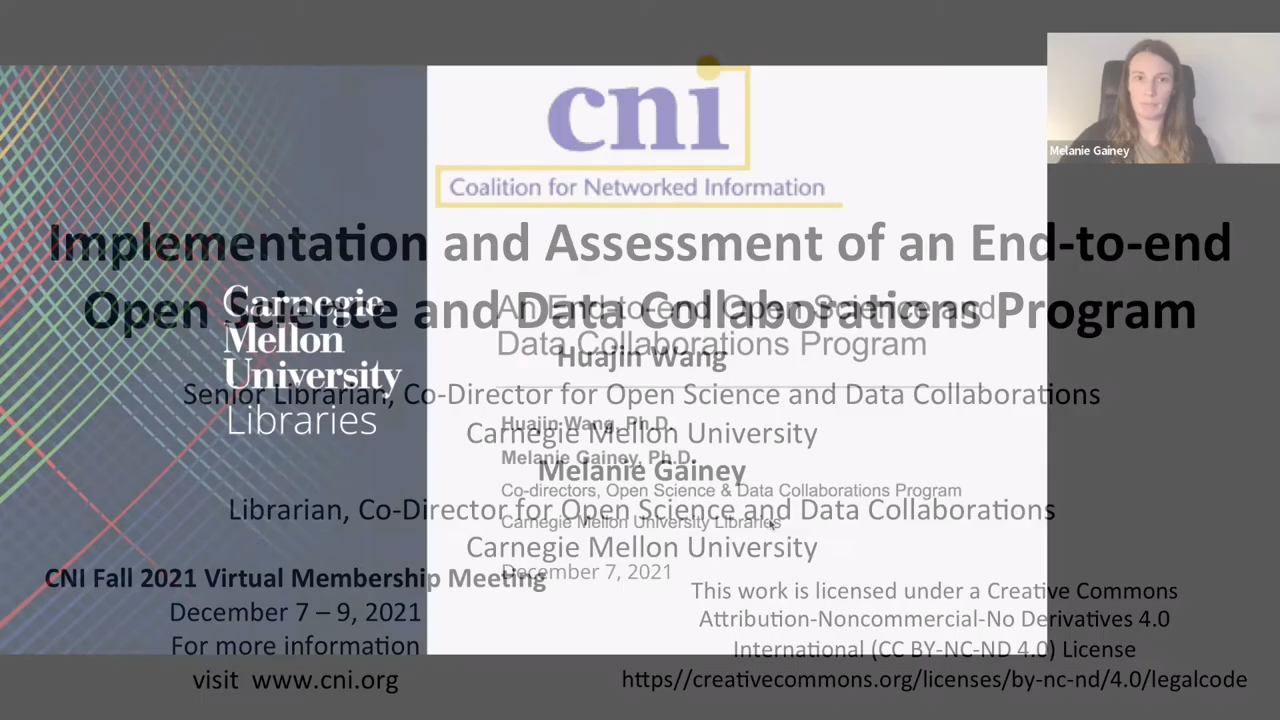 cni
Coalition for Networked Information
Melanie Gainey
Implementation and Assessment of an End-to-end
Open Science and Data Collaborations Program
Huajin Wang
Senior Librarian, Co-Director for Open Science and Data Collaborations
Carnegie Mellon University
Melanie Gainey
Librarian, Co-Director for Open Science and Data Collaborations
Carnegie Mellon University
CNI Fall 2021 Virtual Membership Meeting
December 7 – 9, 2021
For more information
visit www.cni.org
This work is licensed under a Creative Commons
Attribution-Noncommercial-No Derivatives 4.0
International (CC BY-NC-ND 4.0) License
https//creativecommons.org/licenses/by-nc-nd/4.0/legalcode
Carnegie
Mellon
University
Libraries
An End-to-end Open Science and
Data Collaborations Program
Huajin Wang, Ph.D.
Melanie Gainey, Ph.D.
Co-directors, Open Science & Data Collaborations Program
Carnegie Mellon University Libraries
December 7, 2021